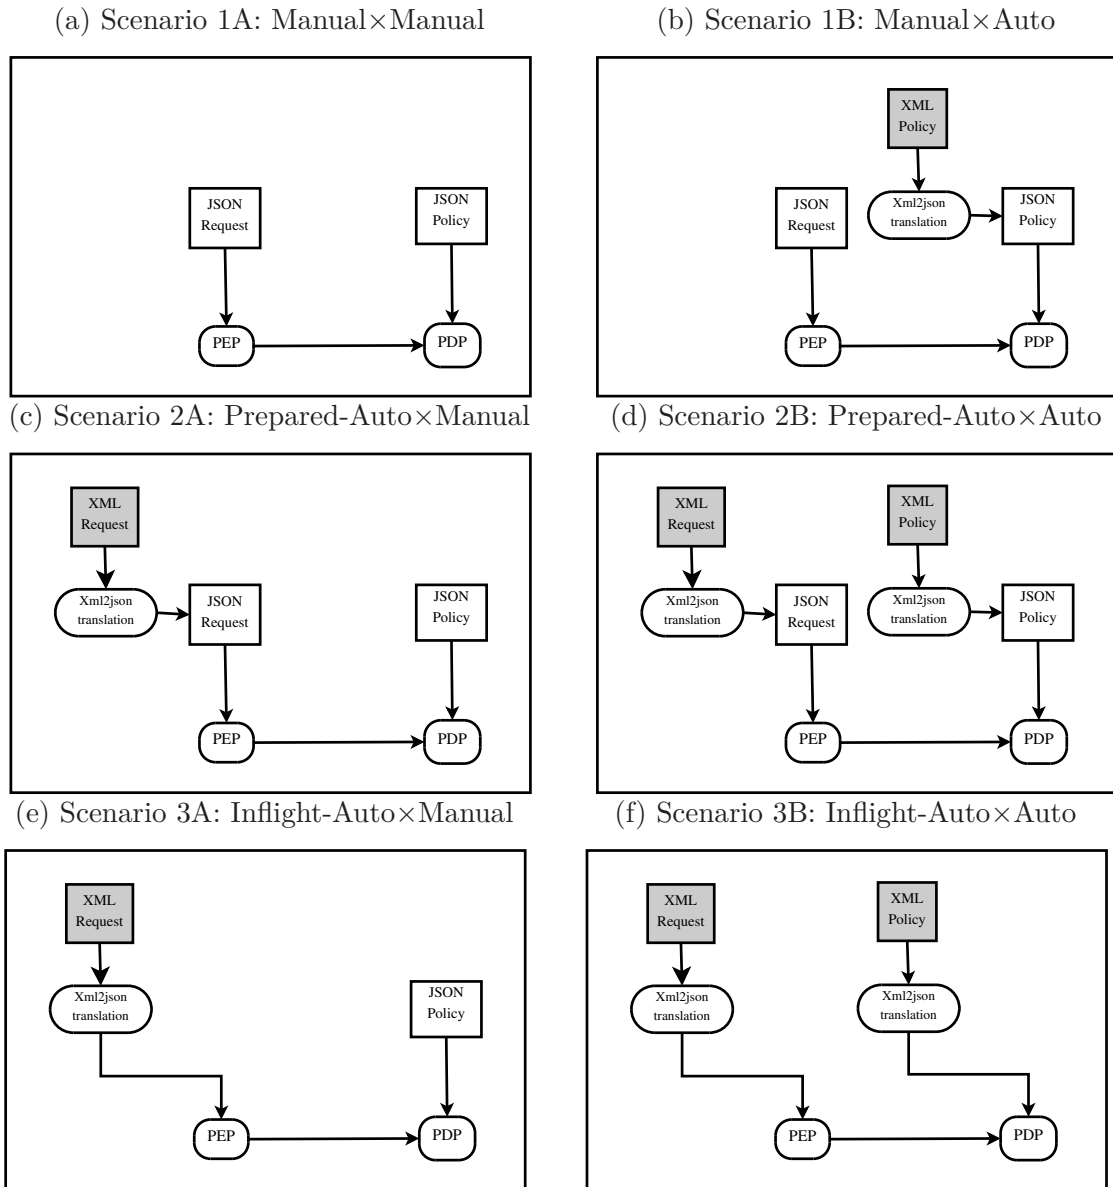 (a) Scenario 1A: Manual×Manual
JSON
Request
JSON
Policy
PEP
PDP
(b) Scenario 1B: Manual×Auto
XML
Policy
JSON
Request
Xml2json
translation
JSON
Policy
PEP
PDP
(c) Scenario 2A: Prepared-Auto×Manual
XML
Request
Xml2json
translation
JSON
Request
JSON
Policy
PEP
PDP
(d) Scenario 2B: Prepared-Auto×Auto
XML
Request
XML
Policy
Xml2json
translation
JSON
Request
Xml2json
translation
JSON
Policy
PEP
PDP
(e) Scenario 3A: Inflight-Auto×Manual
XML
Request
Xml2json
translation
JSON
Policy
PEP
PDP
(f) Scenario 3B: Inflight-Auto×Auto
XML
Request
XML
Policy
Xml2json
translation
Xml2json
translation
PEP
PDP